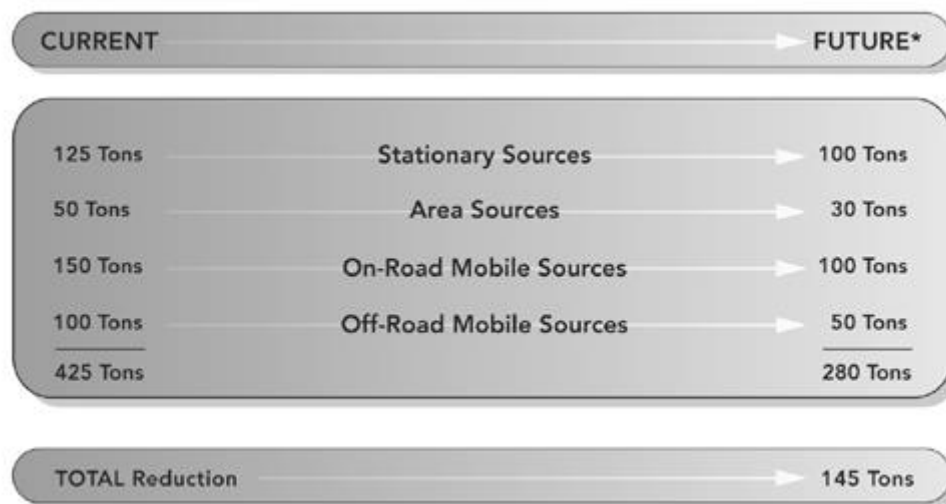 CURRENT FUTURE*
125 Tons Stationary Sources 100 Tons
50 Tons Area Sources 30 Tons
150 Tons On-Road Mobile Sources 100 Tons
100 Tons Off-Road Mobile Sources 50 Tons
425 Tons 280 Tons
TOTAL Reduction 145 Tons